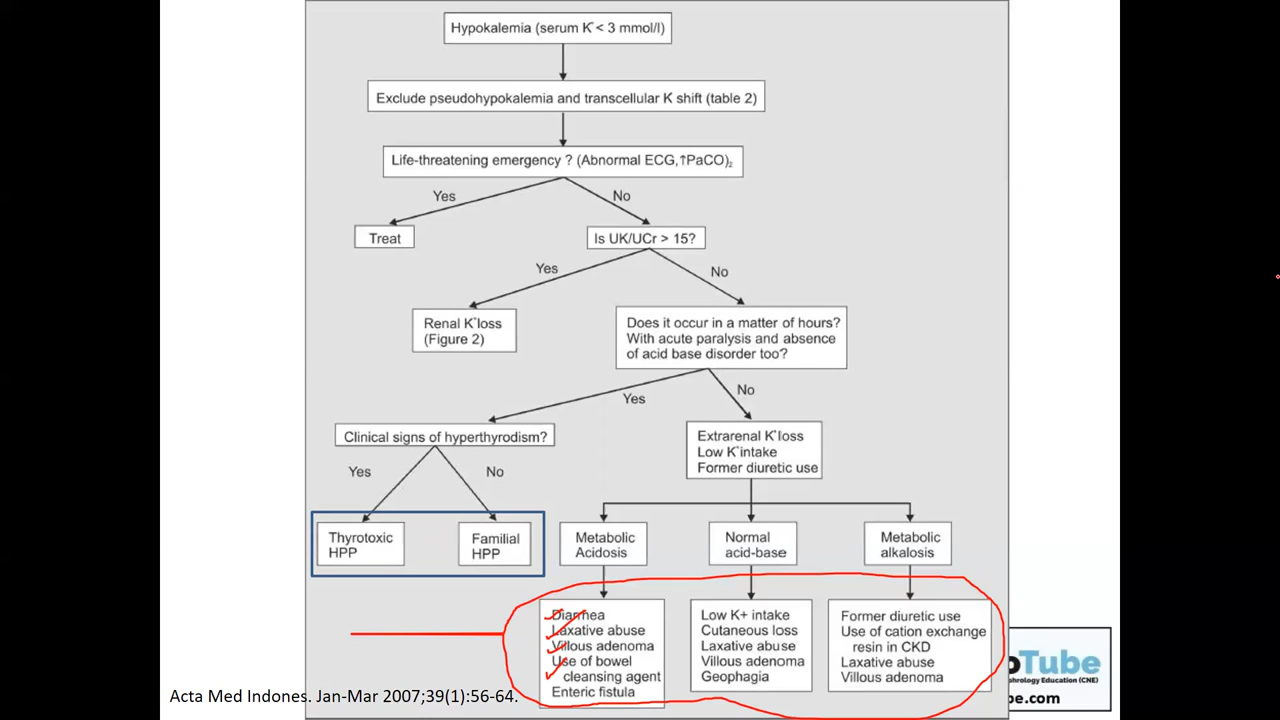 Hypokalemia (serum K+ < 3 mmol/l)
Exclude pseudohypokalemia and transcellular K shift (table 2)
Life-threatening emergency ? (Abnormal ECG,↑PaCO)₂
Yes
No
Treat
Is UK/UCr > 15?
Yes
No
Renal K+loss
(Figure 2)
Does it occur in a matter of hours?
With acute paralysis and absence
of acid base disorder too?
Yes
No
Clinical signs of hyperthyrodism?
Extrarenal K+loss
Low K+intake
Former diuretic use
Yes
No
Thyrotoxic
HPP
Familial
HPP
Metabolic
Acidosis
Normal
acid-base
Metabolic
alkalosis
Diarrhea
Laxative abuse
Villous adenoma
Use of bowel
cleansing agent
Enteric fistula
Low K+ intake
Cutaneous loss
Laxative abuse
Villous adenoma
Geophagia
Former diuretic use
Use of cation exchange
resin in CKD
Laxative abuse
Villous adenoma
oTube
phrology Education (CNE)
be.com
Acta Med Indones. Jan-Mar 2007;39(1):56-64.